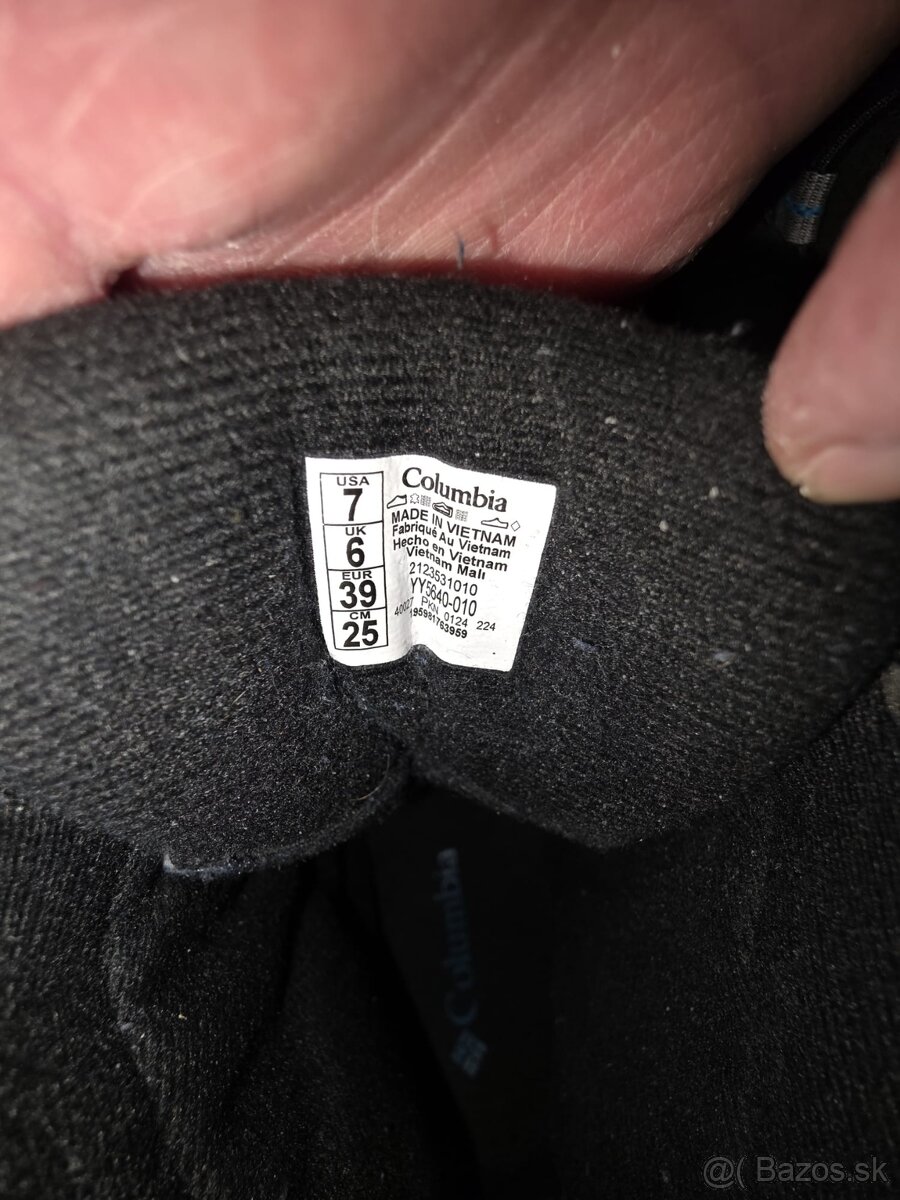 USA
7
UK
6
EUR
39
CM
25
Columbia
MADE IN VIETNAM
Fabriqué Au Vietnam
Hecho en Vietnam
Vietnam Malı
2123531010
YY5640-010
PKN 0124 224
195981763959
Columbia
@( Bazos.sk